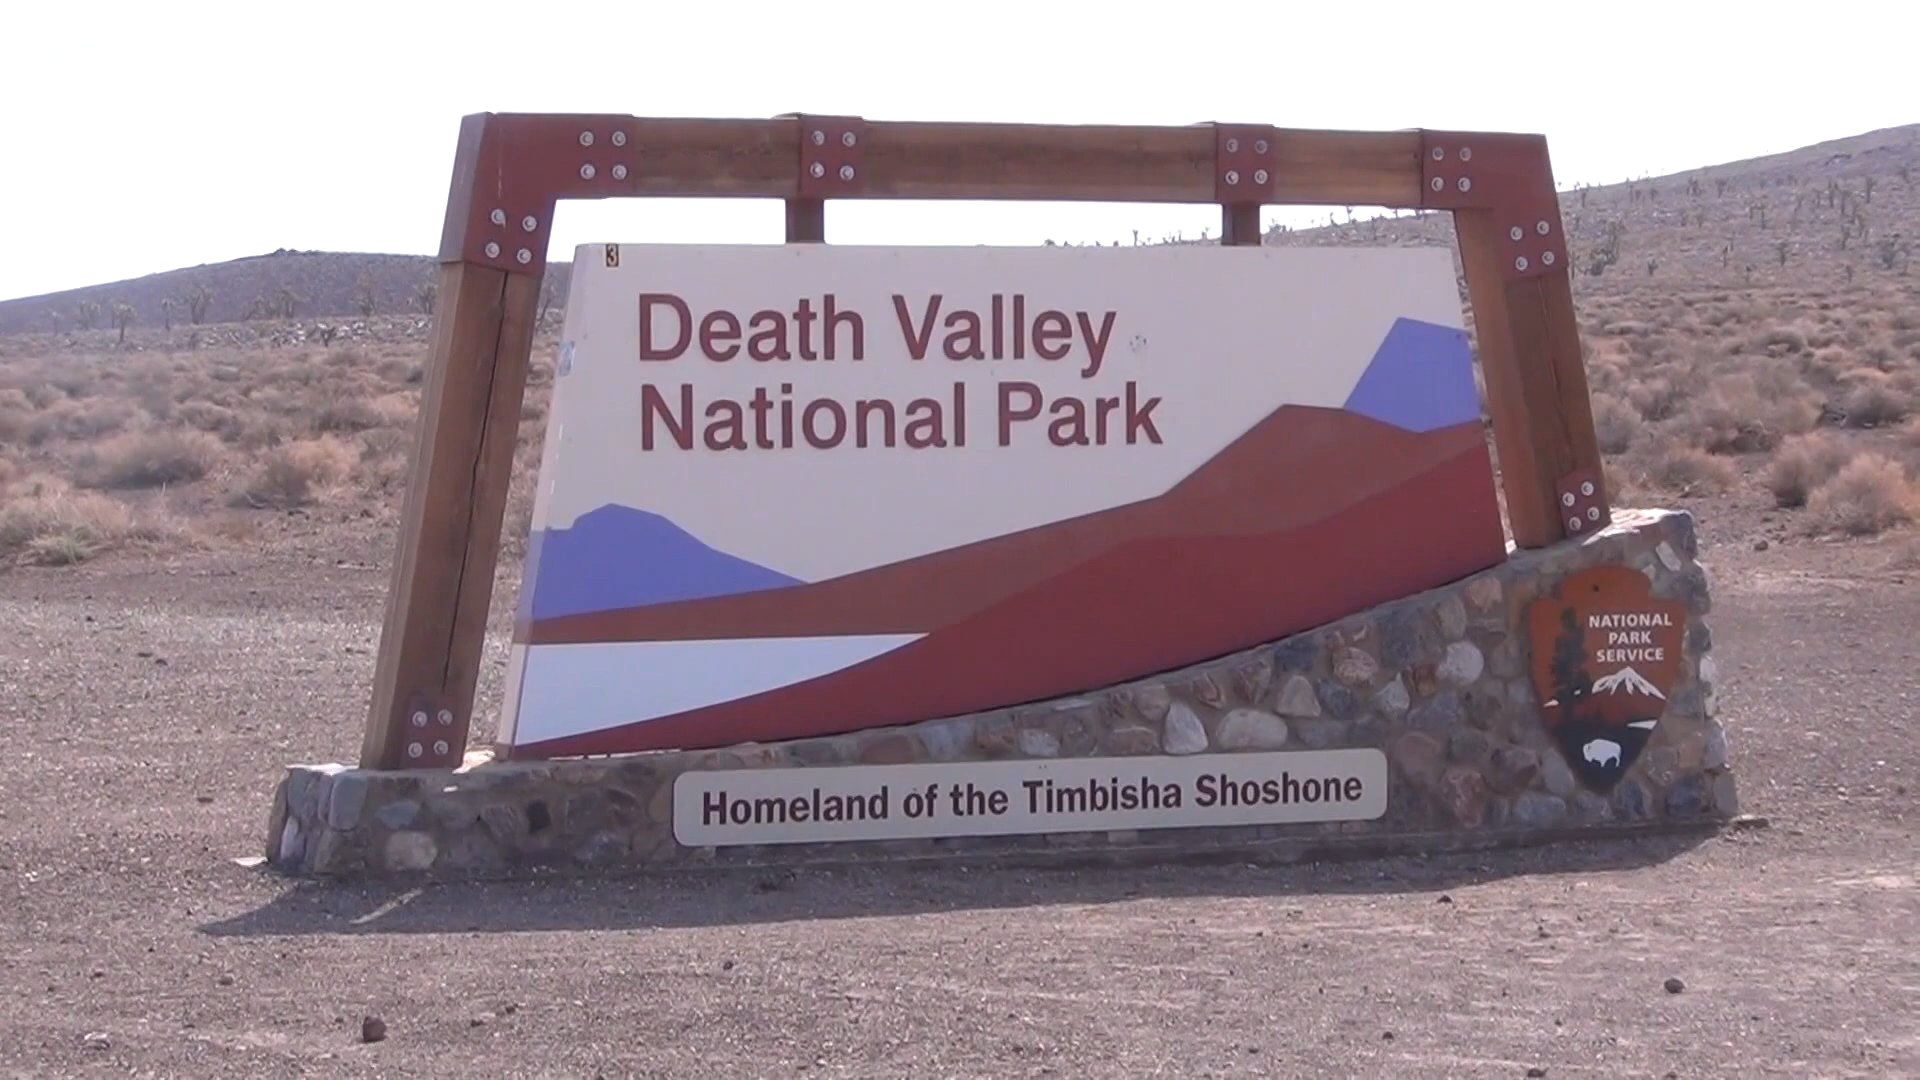 3
Death Valley
National Park
NATIONAL
PARK
SERVICE
Homeland of the Timbisha Shoshone